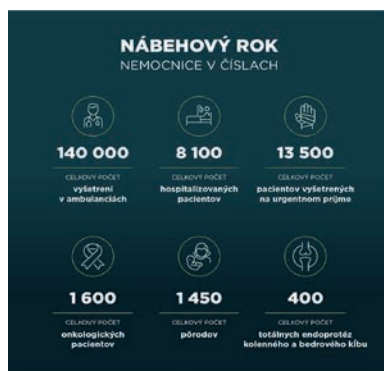 NÁBEHOVÝ ROK
NEMOCNICE V ČÍSLACH
140 000
CELKOVÝ POČET
vyšetrení
v ambulanciách
8 100
CELKOVÝ POČET
hospitalizovaných
pacientov
13 500
CELKOVÝ POČET
pacientov vyšetrených
na urgentnom príjme
1 600
CELKOVÝ POČET
onkologických
pacientov
1 450
CELKOVÝ POČET
pôrodov
400
CELKOVÝ POČET
totálnych endoprotéz
kolenného a bedrového kĺbu